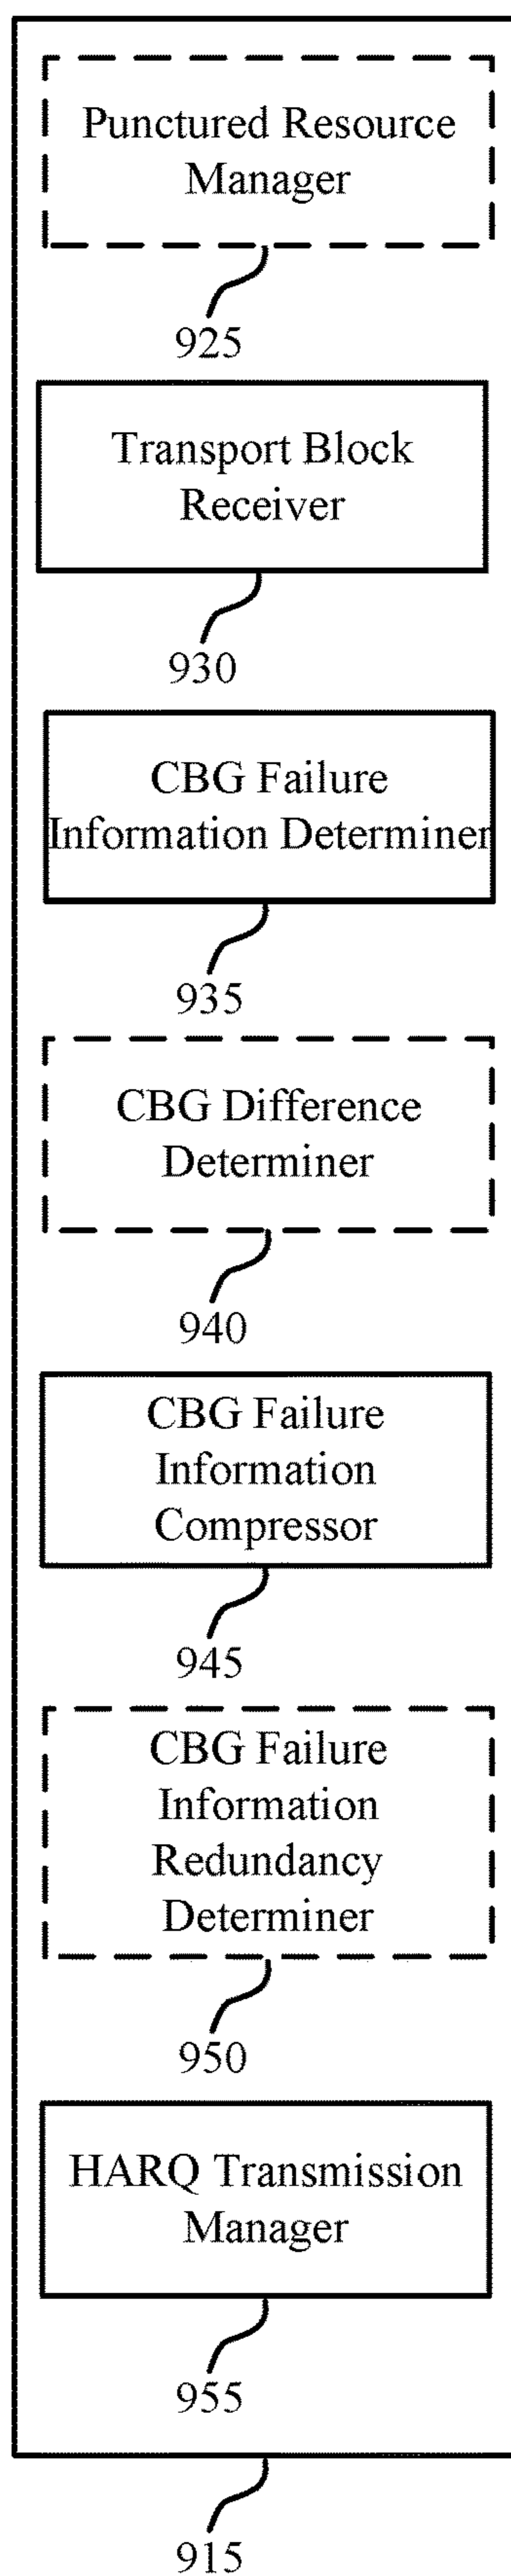 Punctured Resource
Manager
925
Transport Block
Receiver
930
CBG Failure
Information Determiner
935
CBG Difference
Determiner
940
CBG Failure
Information
Compressor
945
CBG Failure
Information
Redundancy
Determiner
950
HARQ Transmission
Manager
955
915